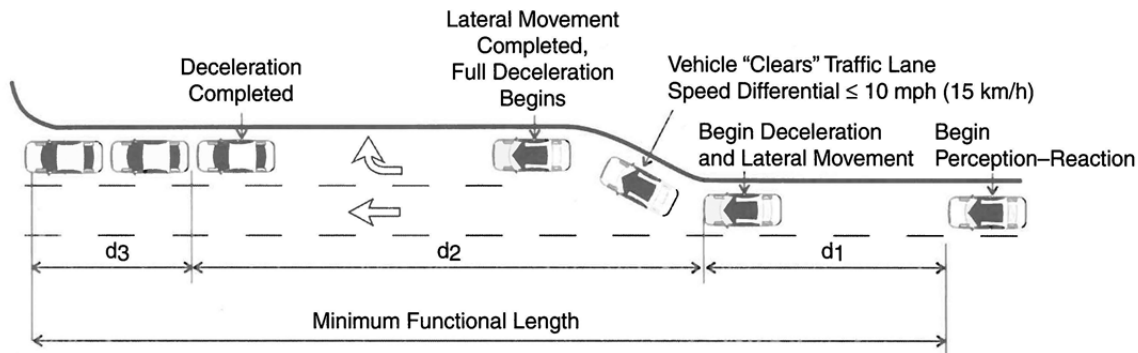 Lateral Movement
Completed,
Full Deceleration
Begins
Deceleration
Completed
Vehicle “Clears” Traffic Lane
Speed Differential ≤ 10 mph (15 km/h)
Begin Deceleration
and Lateral Movement
Begin
Perception–Reaction
d3
d2
d1
Minimum Functional Length